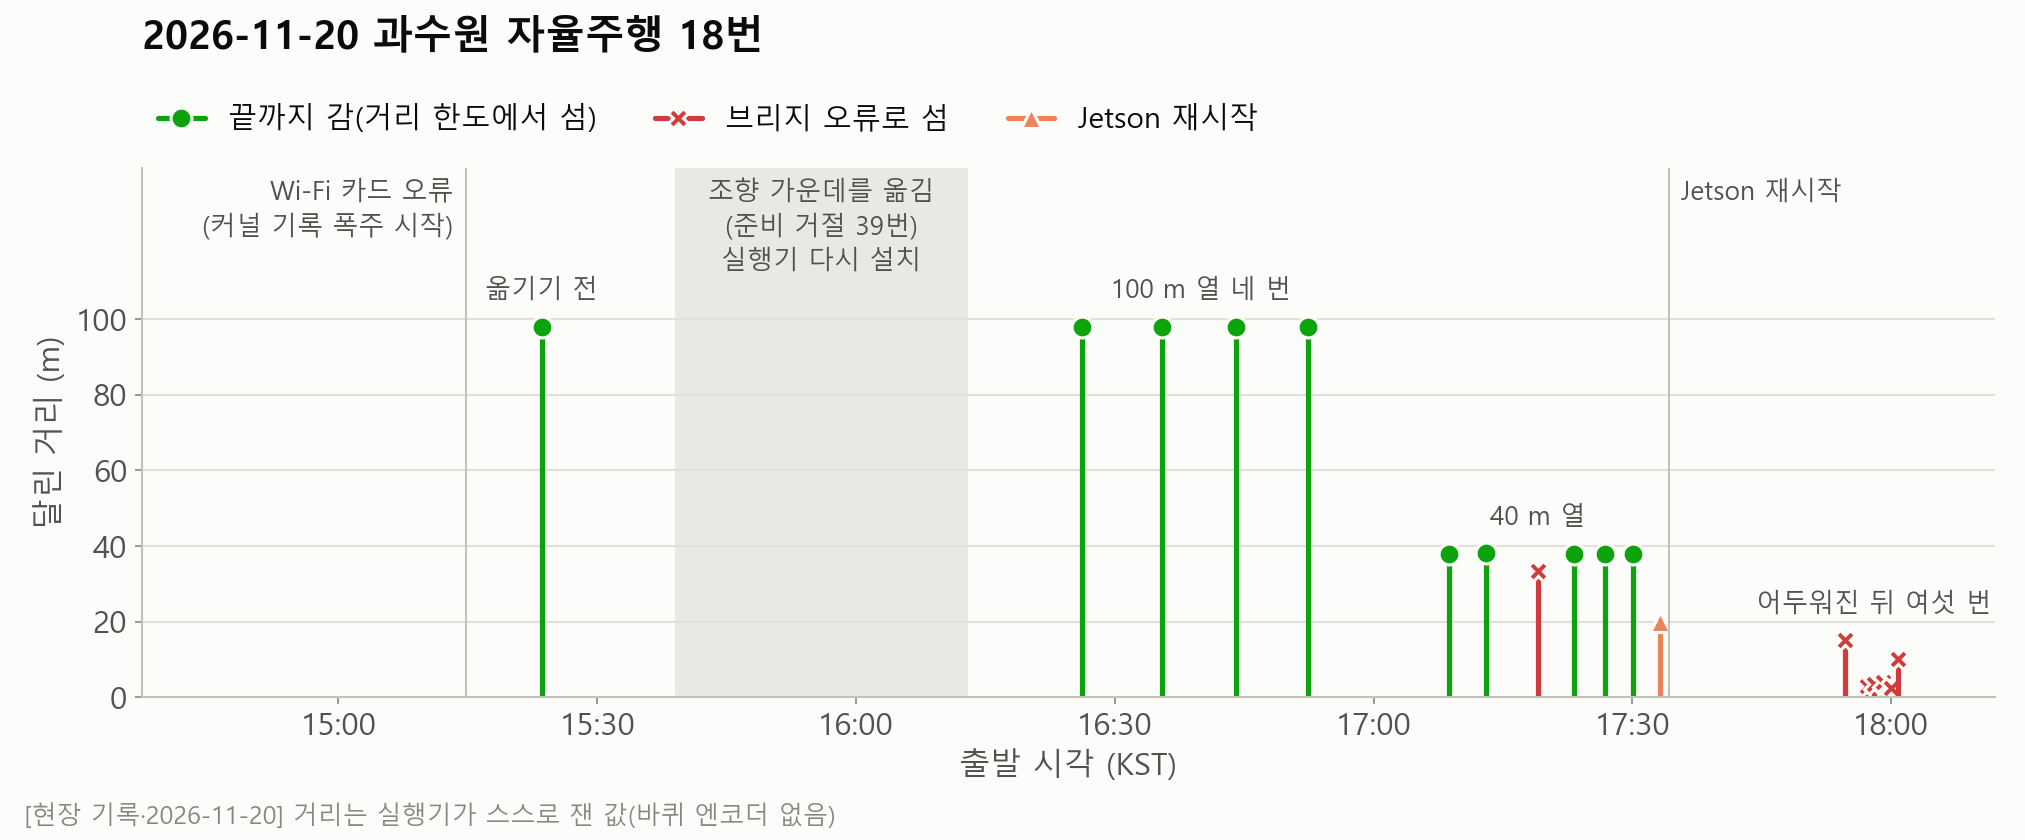 2026-11-20 과수원 자율주행 18번
끝까지 감(거리 한도에서 섬)
브리지 오류로 섬
Jetson 재시작
Wi-Fi 카드 오류
(커널 기록 폭주 시작)
조향 가운데를 옮김
(준비 거절 39번)
실행기 다시 설치
Jetson 재시작
옮기기 전
100 m 열 네 번
40 m 열
어두워진 뒤 여섯 번
달린 거리 (m)
100
80
60
40
20
0
15:00
15:30
16:00
16:30
17:00
17:30
18:00
출발 시각 (KST)
[현장 기록·2026-11-20] 거리는 실행기가 스스로 잰 값(바퀴 엔코더 없음)